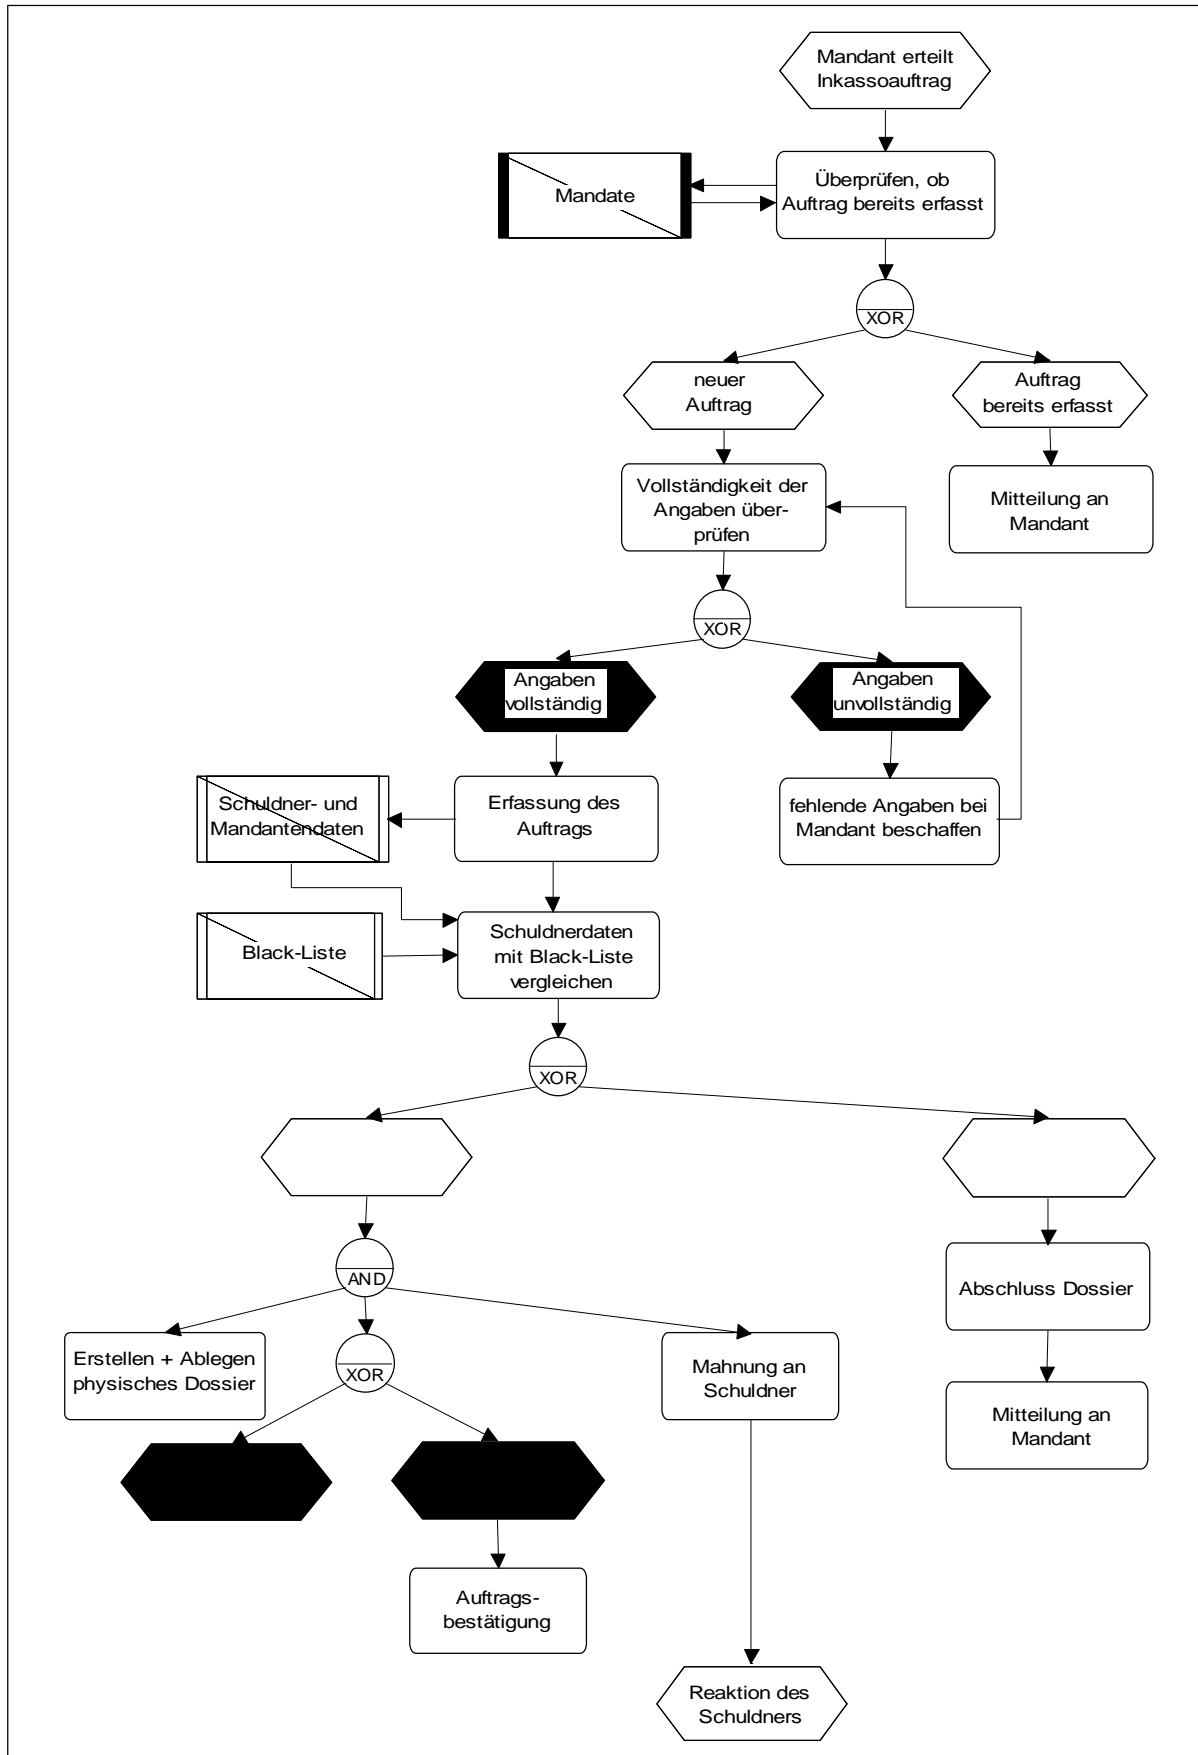 Mandant erteilt
Inkassoauftrag
Mandate
Überprüfen, ob
Auftrag bereits erfasst
XOR
neuer
Auftrag
Auftrag
bereits erfasst
Vollständigkeit der
Angaben über-
prüfen
Mitteilung an
Mandant
XOR
Angaben
vollständig
Angaben
unvollständig
Schuldner- und
Mandantendaten
Erfassung des
Auftrags
fehlende Angaben bei
Mandant beschaffen
Black-Liste
Schuldnerdaten
mit Black-Liste
vergleichen
XOR
AND
Abschluss Dossier
Erstellen + Ablegen
physisches Dossier
XOR
Mahnung an
Schuldner
Mitteilung an
Mandant
Auftrags-
bestätigung
Reaktion des
Schuldners